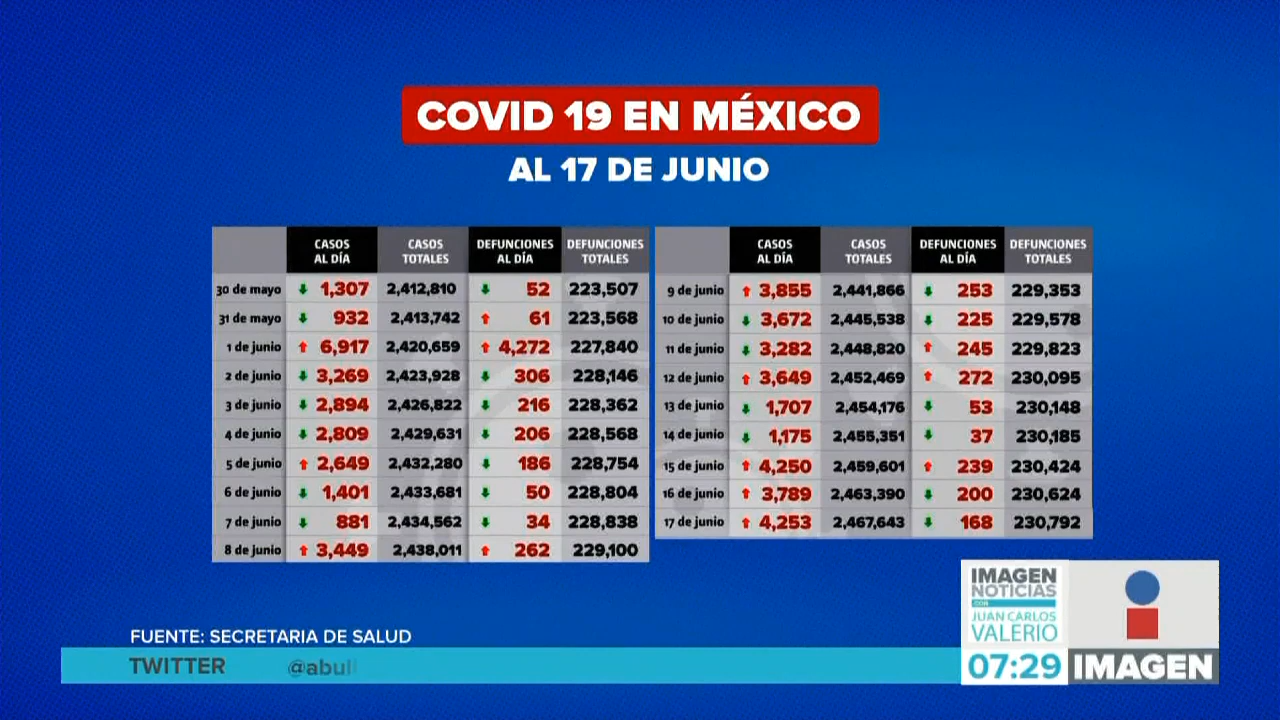 COVID 19 EN MÉXICO
AL 17 DE JUNIO
CASOS AL DÍA CASOS TOTALES DEFUNCIONES AL DÍA DEFUNCIONES TOTALES
30 de mayo 1,307 2,412,810 52 223,507
31 de mayo 932 2,413,742 61 223,568
1 de junio 6,917 2,420,659 4,272 227,840
2 de junio 3,269 2,423,928 306 228,146
3 de junio 2,894 2,426,822 216 228,362
4 de junio 2,809 2,429,631 206 228,568
5 de junio 2,649 2,432,280 186 228,754
6 de junio 1,401 2,433,681 50 228,804
7 de junio 881 2,434,562 34 228,838
8 de junio 3,449 2,438,011 262 229,100
CASOS AL DÍA CASOS TOTALES DEFUNCIONES AL DÍA DEFUNCIONES TOTALES
9 de junio 3,855 2,441,866 253 229,353
10 de junio 3,672 2,445,538 225 229,578
11 de junio 3,282 2,448,820 245 229,823
12 de junio 3,649 2,452,469 272 230,095
13 de junio 1,707 2,454,176 53 230,148
14 de junio 1,175 2,455,351 37 230,185
15 de junio 4,250 2,459,601 239 230,424
16 de junio 3,789 2,463,390 200 230,624
17 de junio 4,253 2,467,643 168 230,792
FUENTE: SECRETARIA DE SALUD
TWITTER @abul
IMAGEN
NOTICIAS
CON
JUAN CARLOS
VALERIO
07:29 IMAGEN